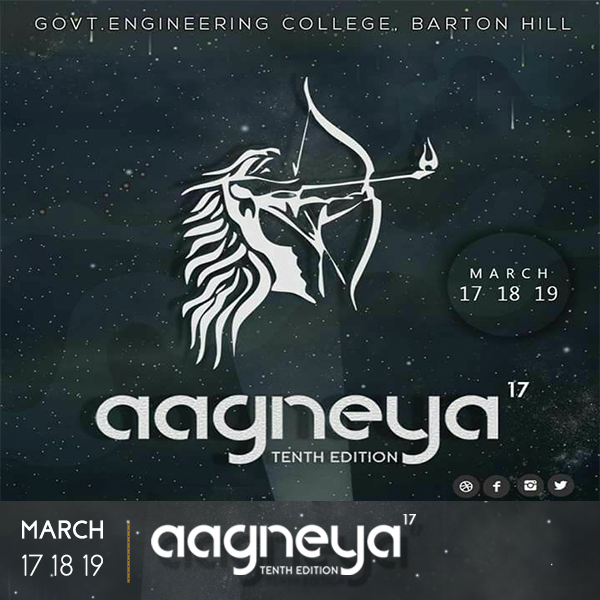 GOVT.ENGINEERING COLLEGE, BARTON HILL
MARCH
17 18 19
aagneya 17
TENTH EDITION
MARCH
17 18 19
aagneya 17
TENTH EDITION